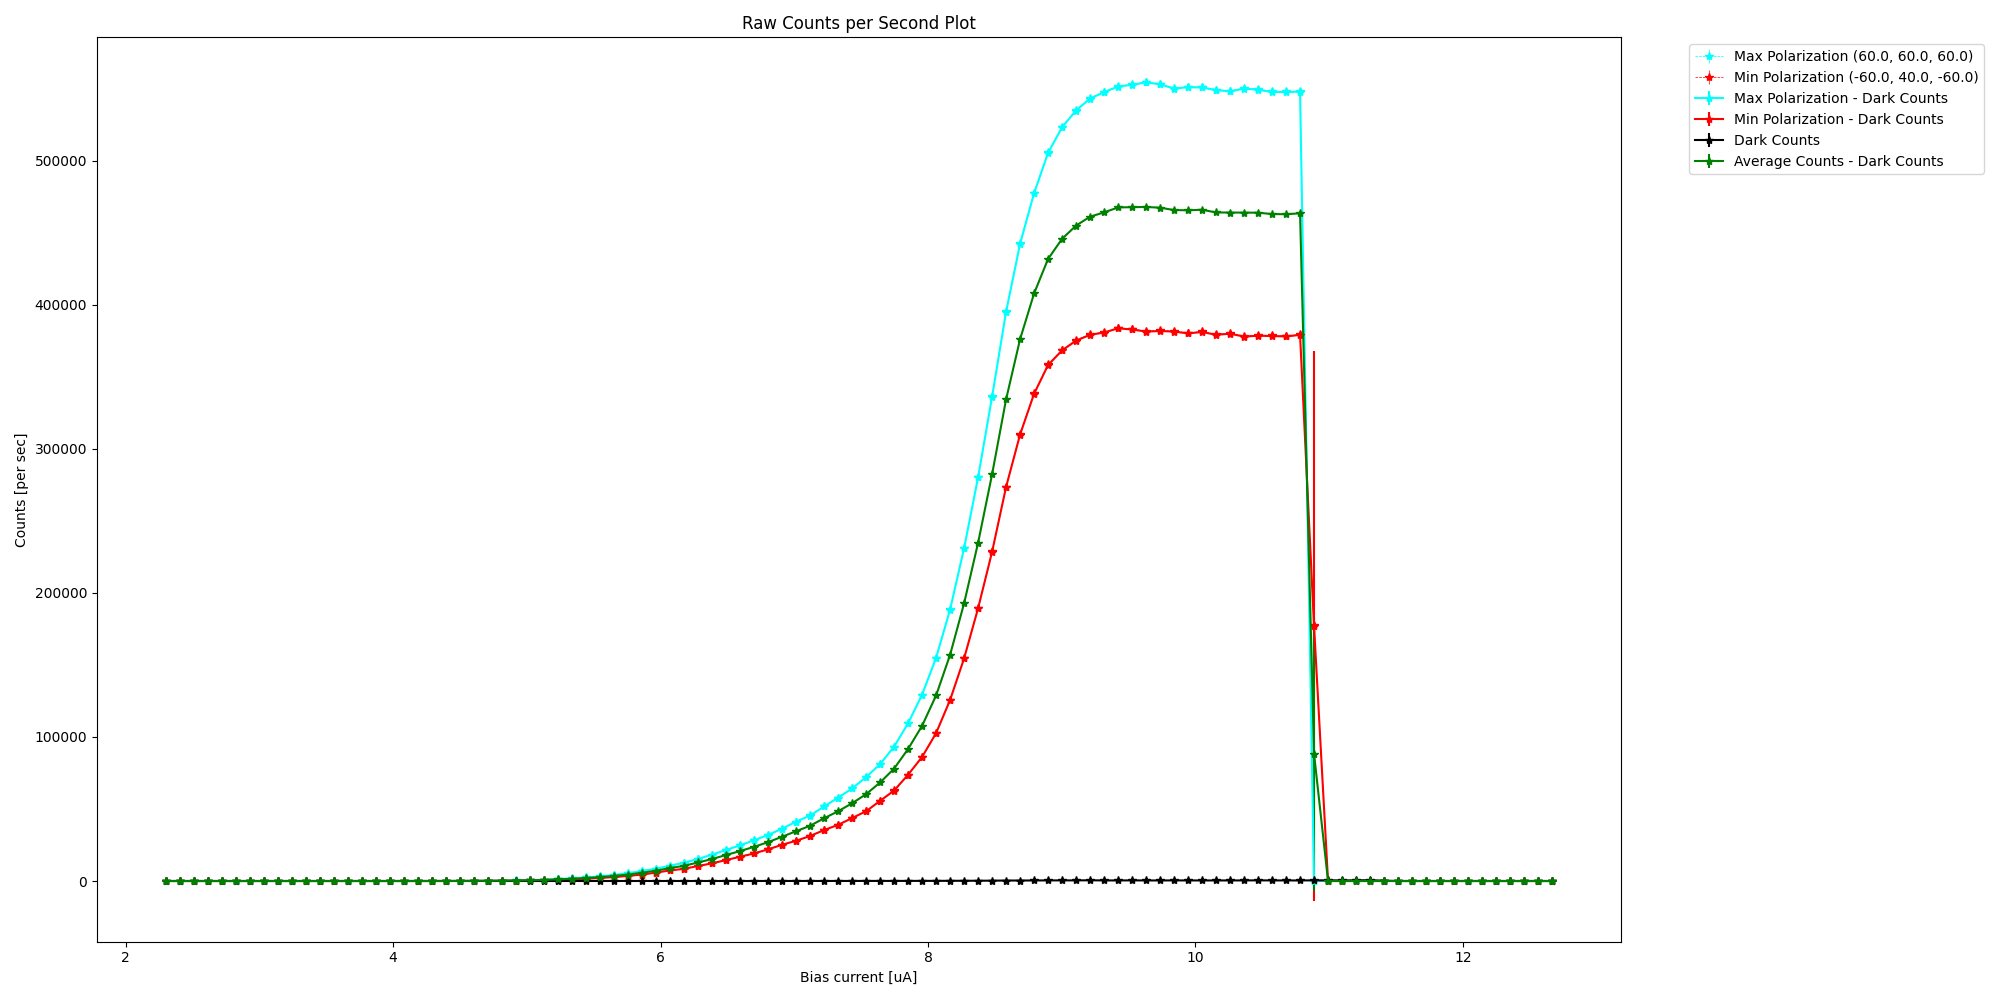 Raw Counts per Second Plot
Max Polarization (60.0, 60.0, 60.0)
Min Polarization (-60.0, 40.0, -60.0)
Max Polarization - Dark Counts
Min Polarization - Dark Counts
Dark Counts
Average Counts - Dark Counts
500000
400000
300000
200000
100000
0
Counts [per sec]
2 4 6 8 10 12
Bias current [uA]